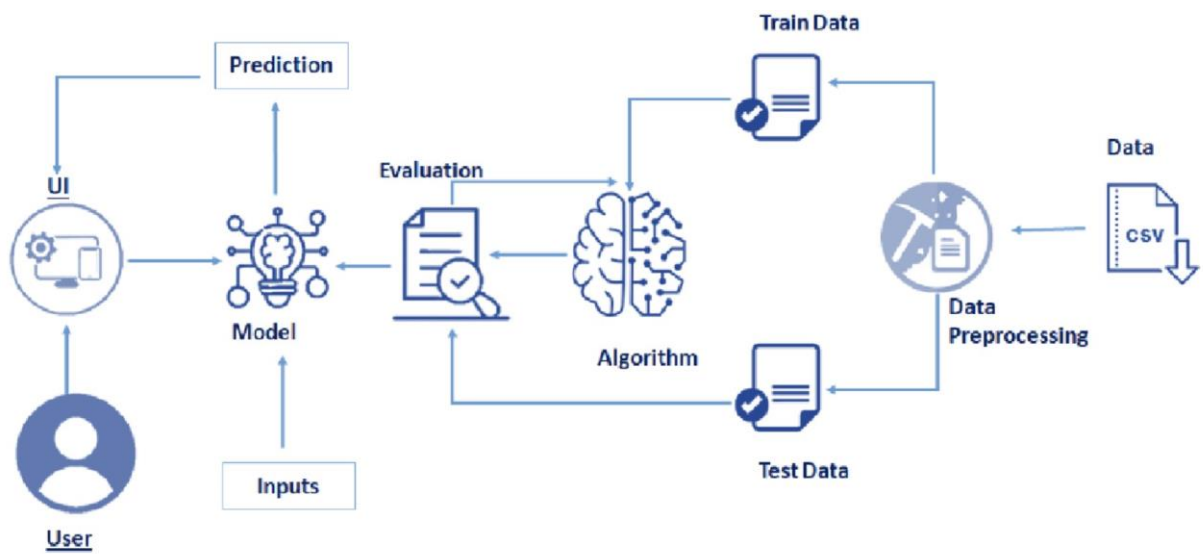 Train Data
Prediction
Data
Evaluation
UI
CSV
Model
Data
Preprocessing
Algorithm
Test Data
Inputs
User